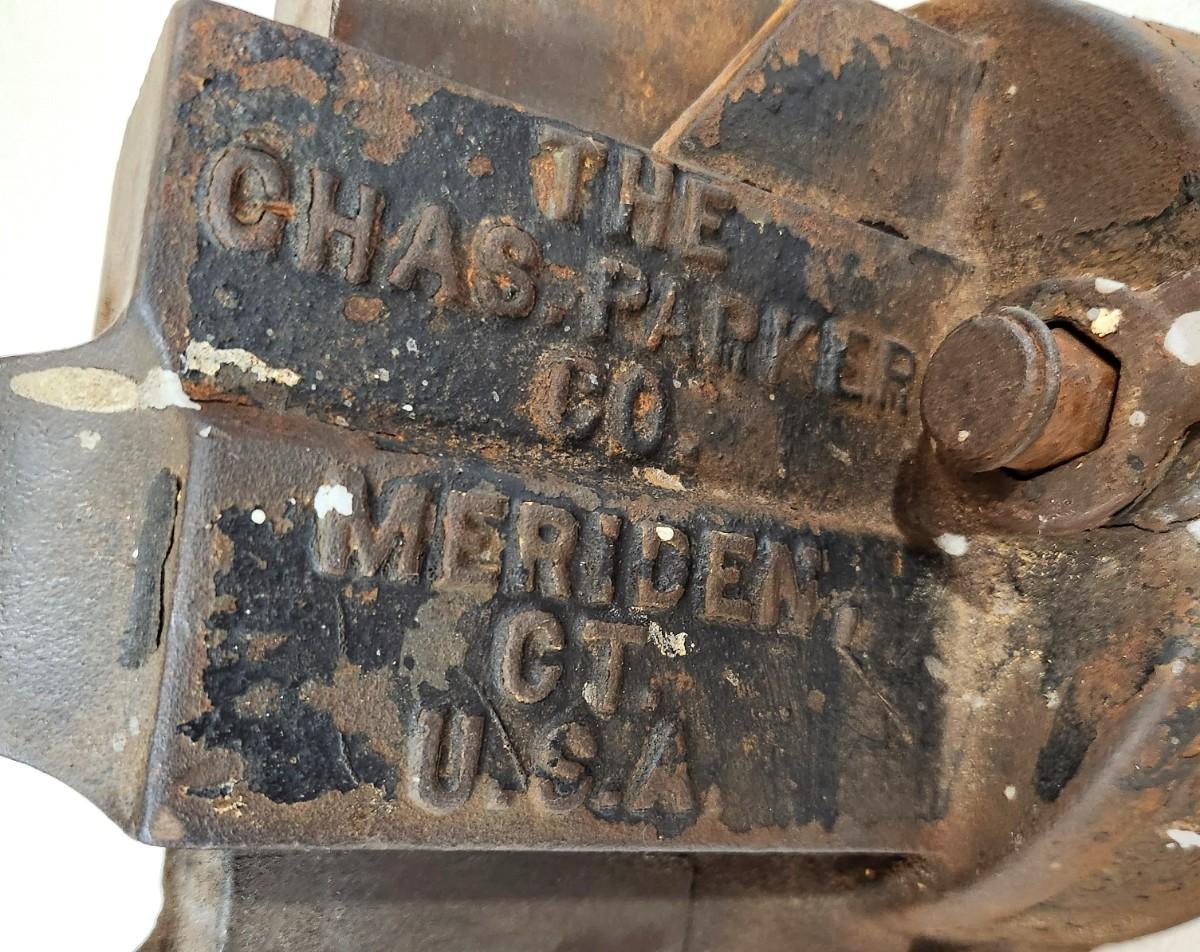 THE
CHAS. PARKER
CO.
MERIDEN,
CT.
U.S.A.